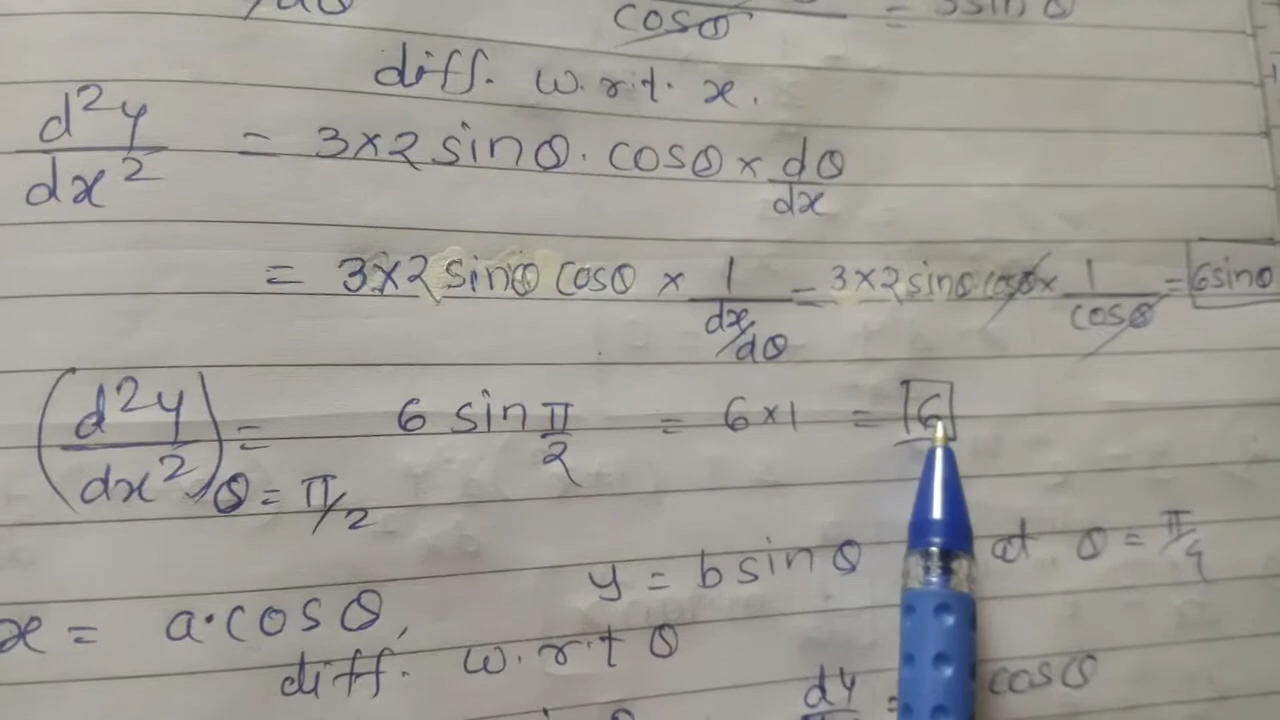 cosθ = 3sin θ
diff. w.r.t. x.
d²y/dx² = 3×2 sinθ. cosθ × dθ/dx
= 3×2 sinθ cosθ × 1/(dx/dθ) = 3×2 sinθ.cosθ × 1/cosθ = 6sinθ
(d²y/dx²)θ = π/2 = 6 sin π/2 = 6×1 = 6
x = a.cosθ, y = b sinθ at θ = π/4
diff. w.r.t θ
dy = cosθ